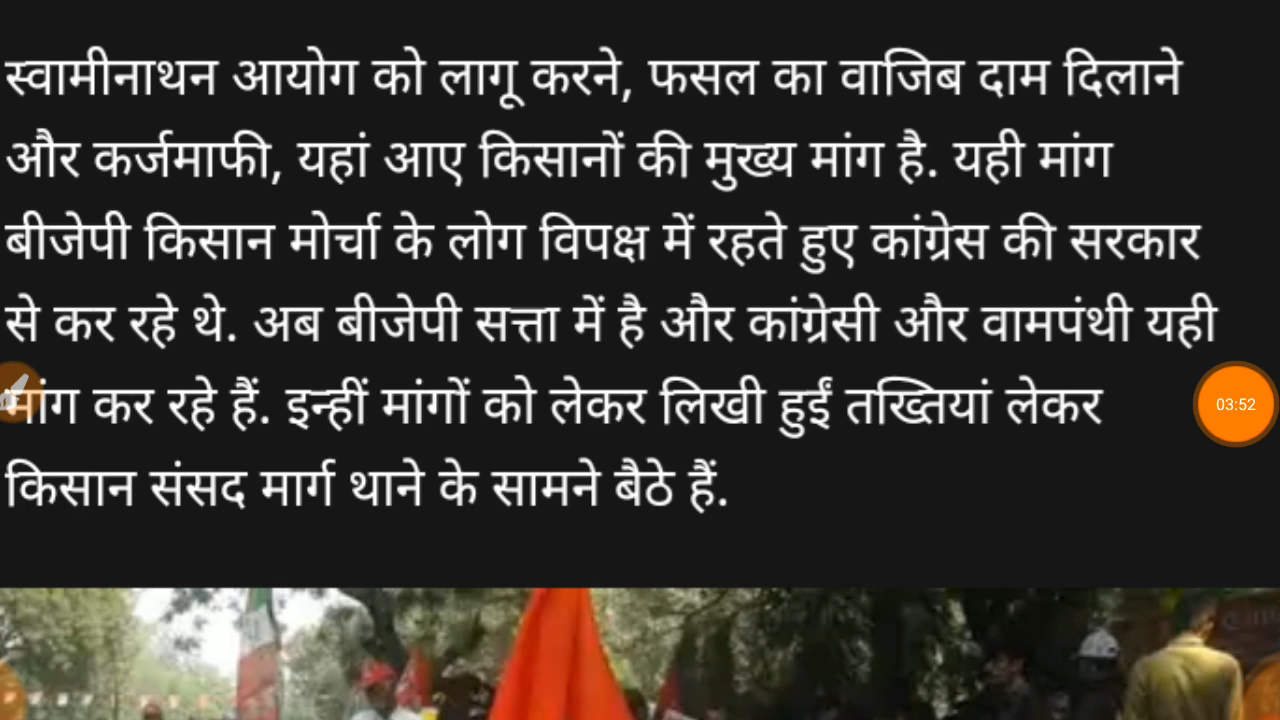 स्वामीनाथन आयोग को लागू करने, फसल का वाजिब दाम दिलाने
और कर्जमाफी, यहां आए किसानों की मुख्य मांग है. यही मांग
बीजेपी किसान मोर्चा के लोग विपक्ष में रहते हुए कांग्रेस की सरकार
से कर रहे थे. अब बीजेपी सत्ता में है और कांग्रेसी और वामपंथी यही
मांग कर रहे हैं. इन्हीं मांगों को लेकर लिखी हुईं तख्तियां लेकर
03:52
किसान संसद मार्ग थाने के सामने बैठे हैं.